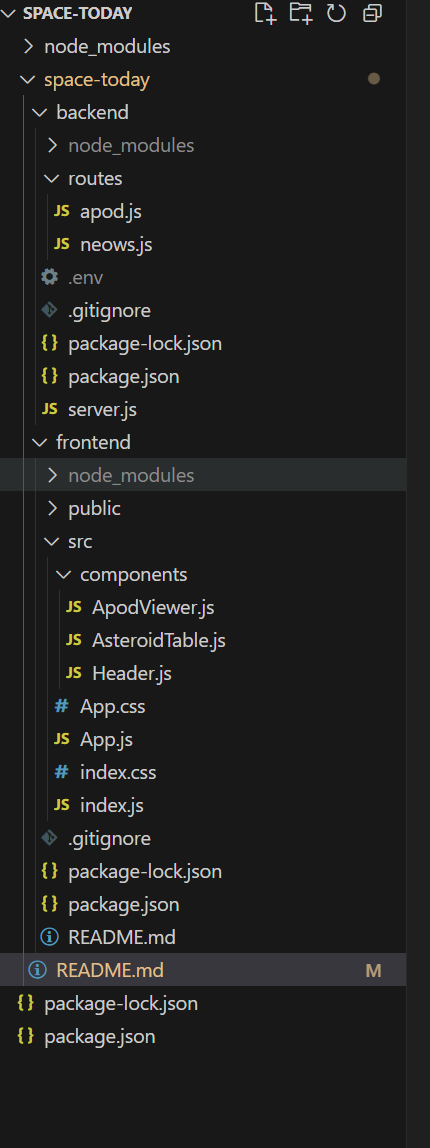 SPACE-TODAY
node_modules
space-today
backend
node_modules
routes
JS apod.js
JS neows.js
.env
.gitignore
{} package-lock.json
{} package.json
JS server.js
frontend
node_modules
public
src
components
JS ApodViewer.js
JS AsteroidTable.js
JS Header.js
# App.css
JS App.js
# index.css
JS index.js
.gitignore
{} package-lock.json
{} package.json
README.md
README.md M
{} package-lock.json
{} package.json